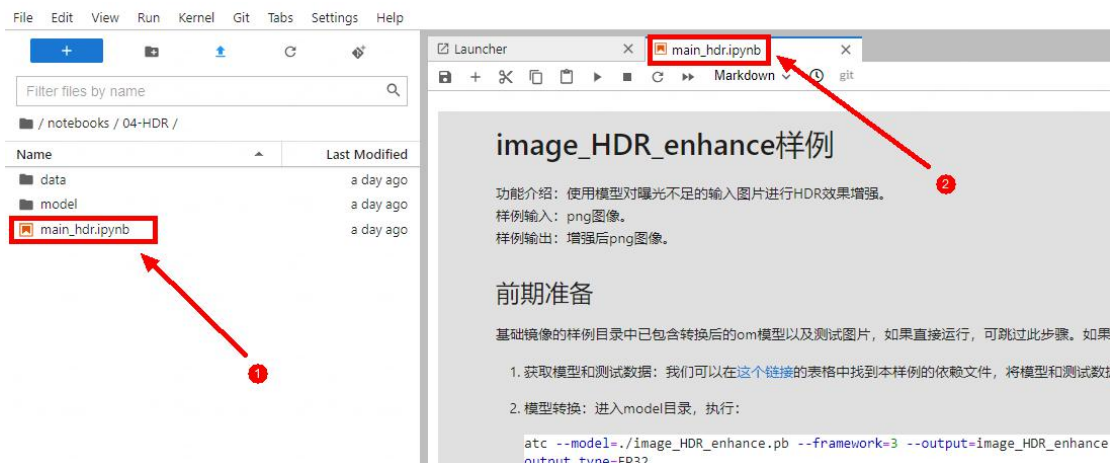 File Edit View Run Kernel Git Tabs Settings Help
Filter files by name
/ notebooks / 04-HDR /
Name Last Modified
data a day ago
model a day ago
main_hdr.ipynb a day ago
1
Launcher
main_hdr.ipynb
Markdown
git
2
image_HDR_enhance样例
功能介绍：使用模型对曝光不足的输入图片进行HDR效果增强。
样例输入：png图像。
样例输出：增强后png图像。
前期准备
基础镜像的样例目录中已包含转换后的om模型以及测试图片，如果直接运行，可跳过此步骤。如果
1. 获取模型和测试数据：我们可以在这个链接的表格中找到本样例的依赖文件，将模型和测试数据
2. 模型转换：进入model目录，执行：
atc --model=./image_HDR_enhance.pb --framework=3 --output=image_HDR_enhance
output_type=FP32